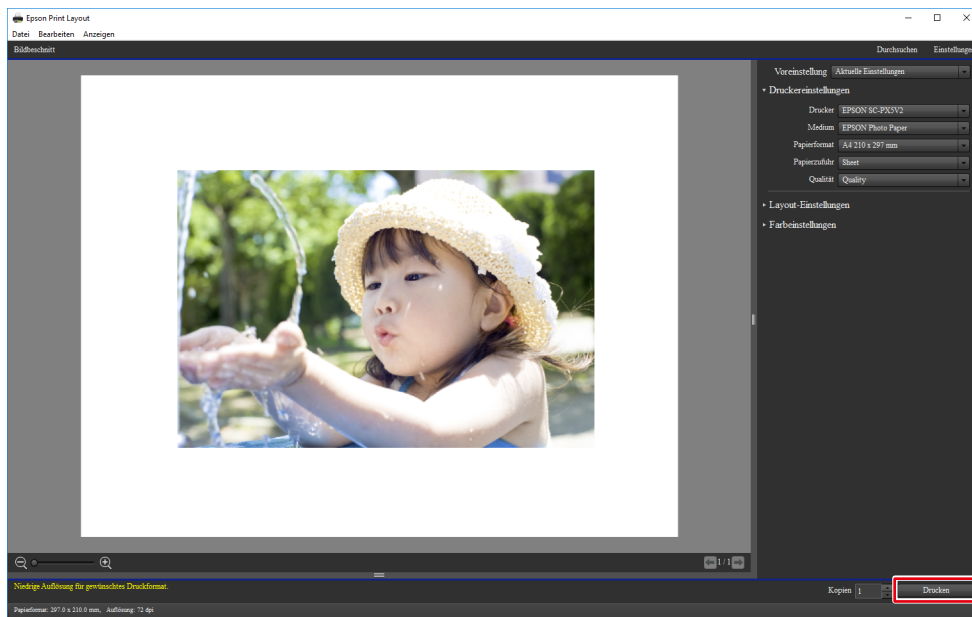 Epson Print Layout
Datei Bearbeiten Anzeigen
Bildbeschnitt Durchsuchen Einstellungen
Voreinstellung Aktuelle Einstellungen
Druckereinstellungen
Drucker EPSON SC-PX5V2
Medium EPSON Photo Paper
Papierformat A4 210 x 297 mm
Papierzufuhr Sheet
Qualität Quality
Layout-Einstellungen
Farbeinstellungen
1 / 1
Niedrige Auflösung für gewünschtes Druckformat.
Kopien 1 Drucken
Papierformat: 297.0 x 210.0 mm, Auflösung: 72 dpi